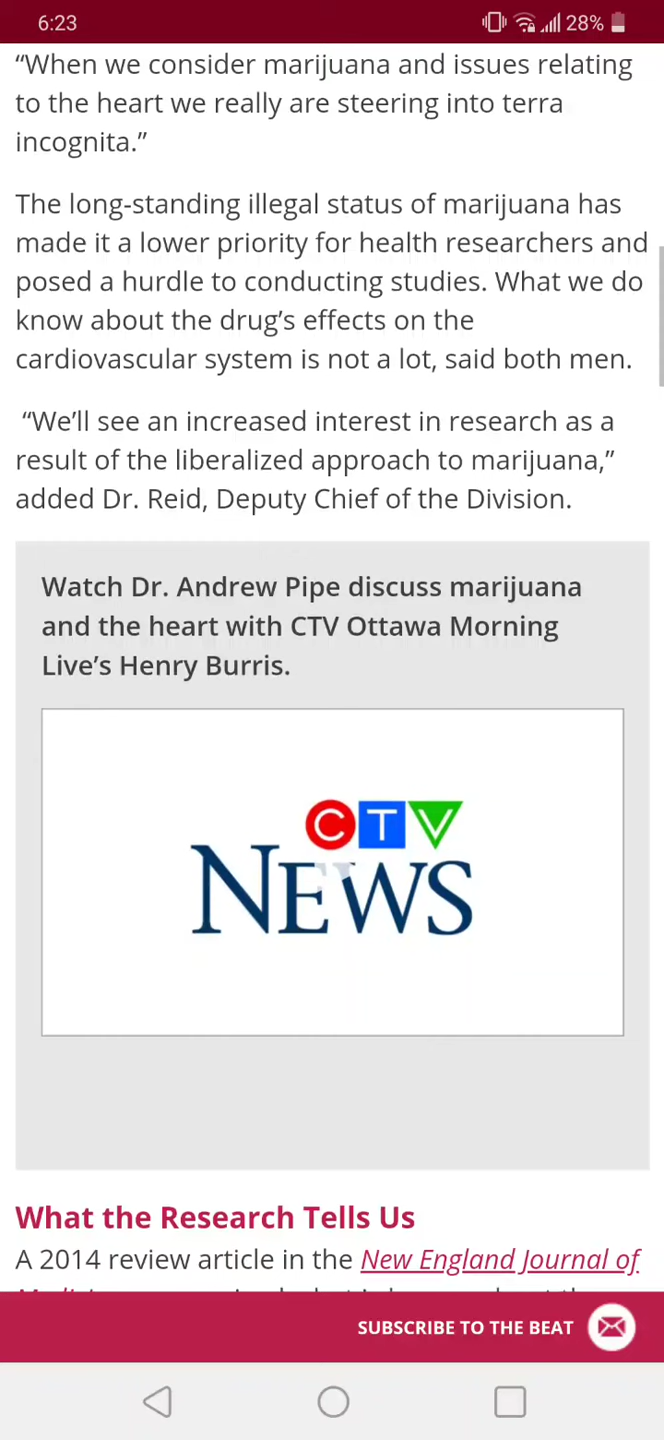 6:23
28%
“When we consider marijuana and issues relating
to the heart we really are steering into terra
incognita.”
The long-standing illegal status of marijuana has
made it a lower priority for health researchers and
posed a hurdle to conducting studies. What we do
know about the drug’s effects on the
cardiovascular system is not a lot, said both men.
“We’ll see an increased interest in research as a
result of the liberalized approach to marijuana,”
added Dr. Reid, Deputy Chief of the Division.
Watch Dr. Andrew Pipe discuss marijuana
and the heart with CTV Ottawa Morning
Live’s Henry Burris.
CTV
NEWS
What the Research Tells Us
A 2014 review article in the New England Journal of
SUBSCRIBE TO THE BEAT